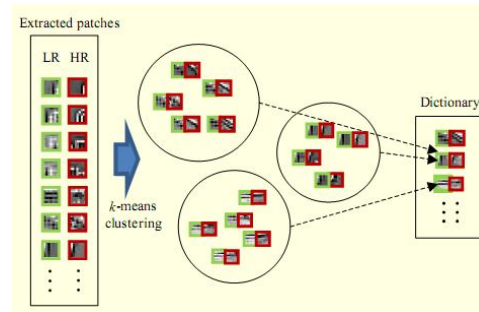 Extracted patches
LR HR
Dictionary
k-means
clustering